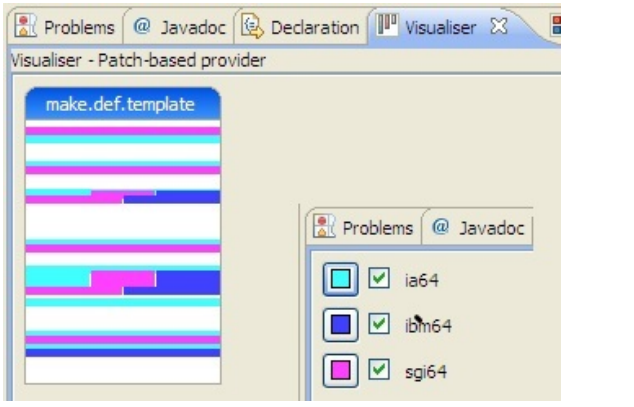 Problems @ Javadoc Declaration Visualiser
Visualiser - Patch-based provider
make.def.template
Problems @ Javadoc
ia64
ibm64
sgi64